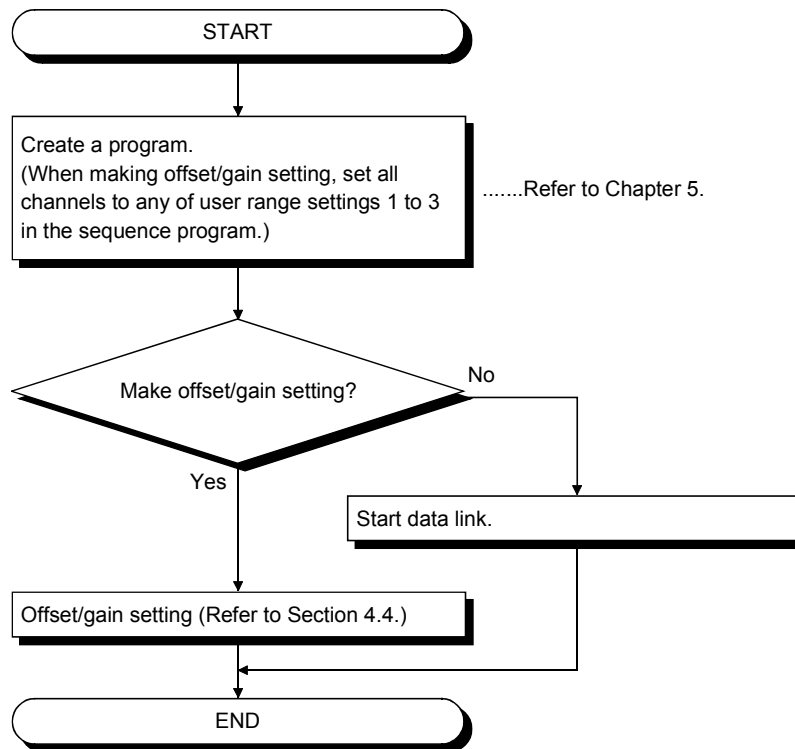 START
Create a program.
(When making offset/gain setting, set all
channels to any of user range settings 1 to 3
in the sequence program.)
.......Refer to Chapter 5.
Make offset/gain setting?
No
Yes
Start data link.
Offset/gain setting (Refer to Section 4.4.)
END